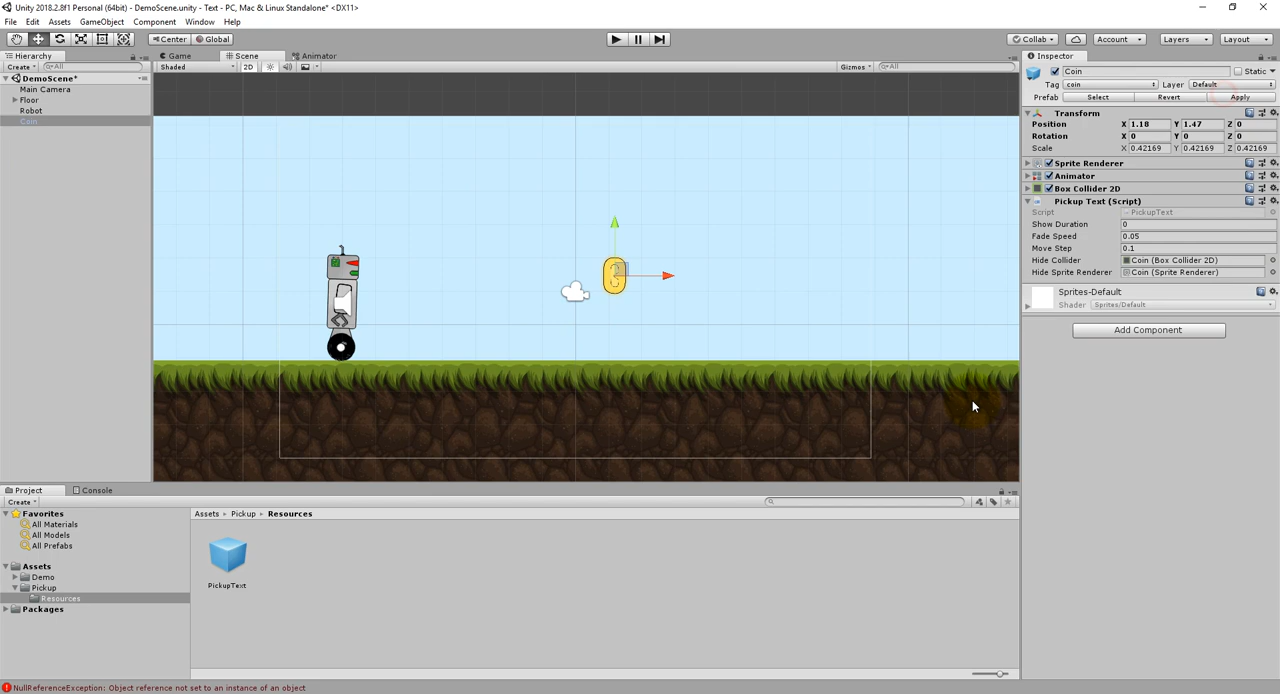 Unity 2018.2.8f1 Personal (64bit) - DemoScene.unity - Text - PC, Mac & Linux Standalone* <DX11>
File Edit Assets GameObject Component Window Help
Center Global Collab Account Layers Layout
Hierarchy
Create All
DemoScene*
Main Camera
Floor
Robot
Coin
Game Scene Animator
Shaded 2D Gizmos All
Inspector
Coin Static
Tag coin Layer Default
Prefab Select Revert Apply
Transform
Position X 1.18 Y 1.47 Z 0
Rotation X 0 Y 0 Z 0
Scale X 0.42169 Y 0.42169 Z 0.42169
Sprite Renderer
Animator
Box Collider 2D
Pickup Text (Script)
Script PickupText
Show Duration 0
Fade Speed 0.05
Move Step 0.1
Hide Collider Coin (Box Collider 2D)
Hide Sprite Renderer Coin (Sprite Renderer)
Sprites-Default
Shader Sprites/Default
Add Component
Project Console
Create
Favorites
All Materials
All Models
All Prefabs
Assets
Demo
Pickup
Resources
Packages
Assets Pickup Resources
PickupText
NullReferenceException: Object reference not set to an instance of an object